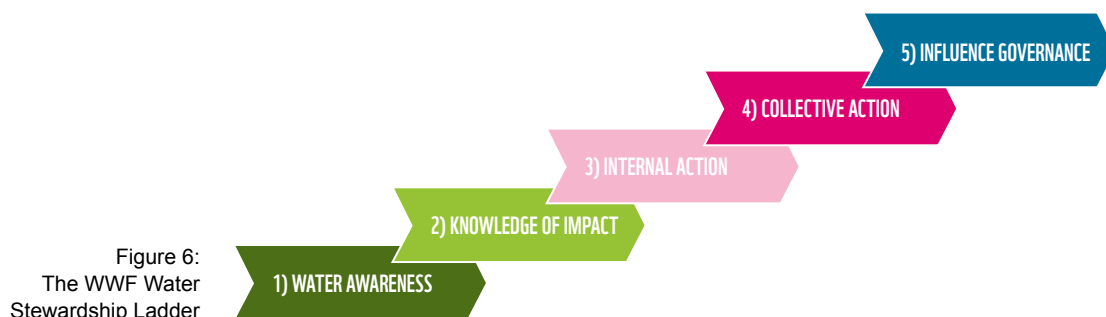 5) INFLUENCE GOVERNANCE
4) COLLECTIVE ACTION
3) INTERNAL ACTION
2) KNOWLEDGE OF IMPACT
1) WATER AWARENESS
Figure 6:
The WWF Water
Stewardship Ladder